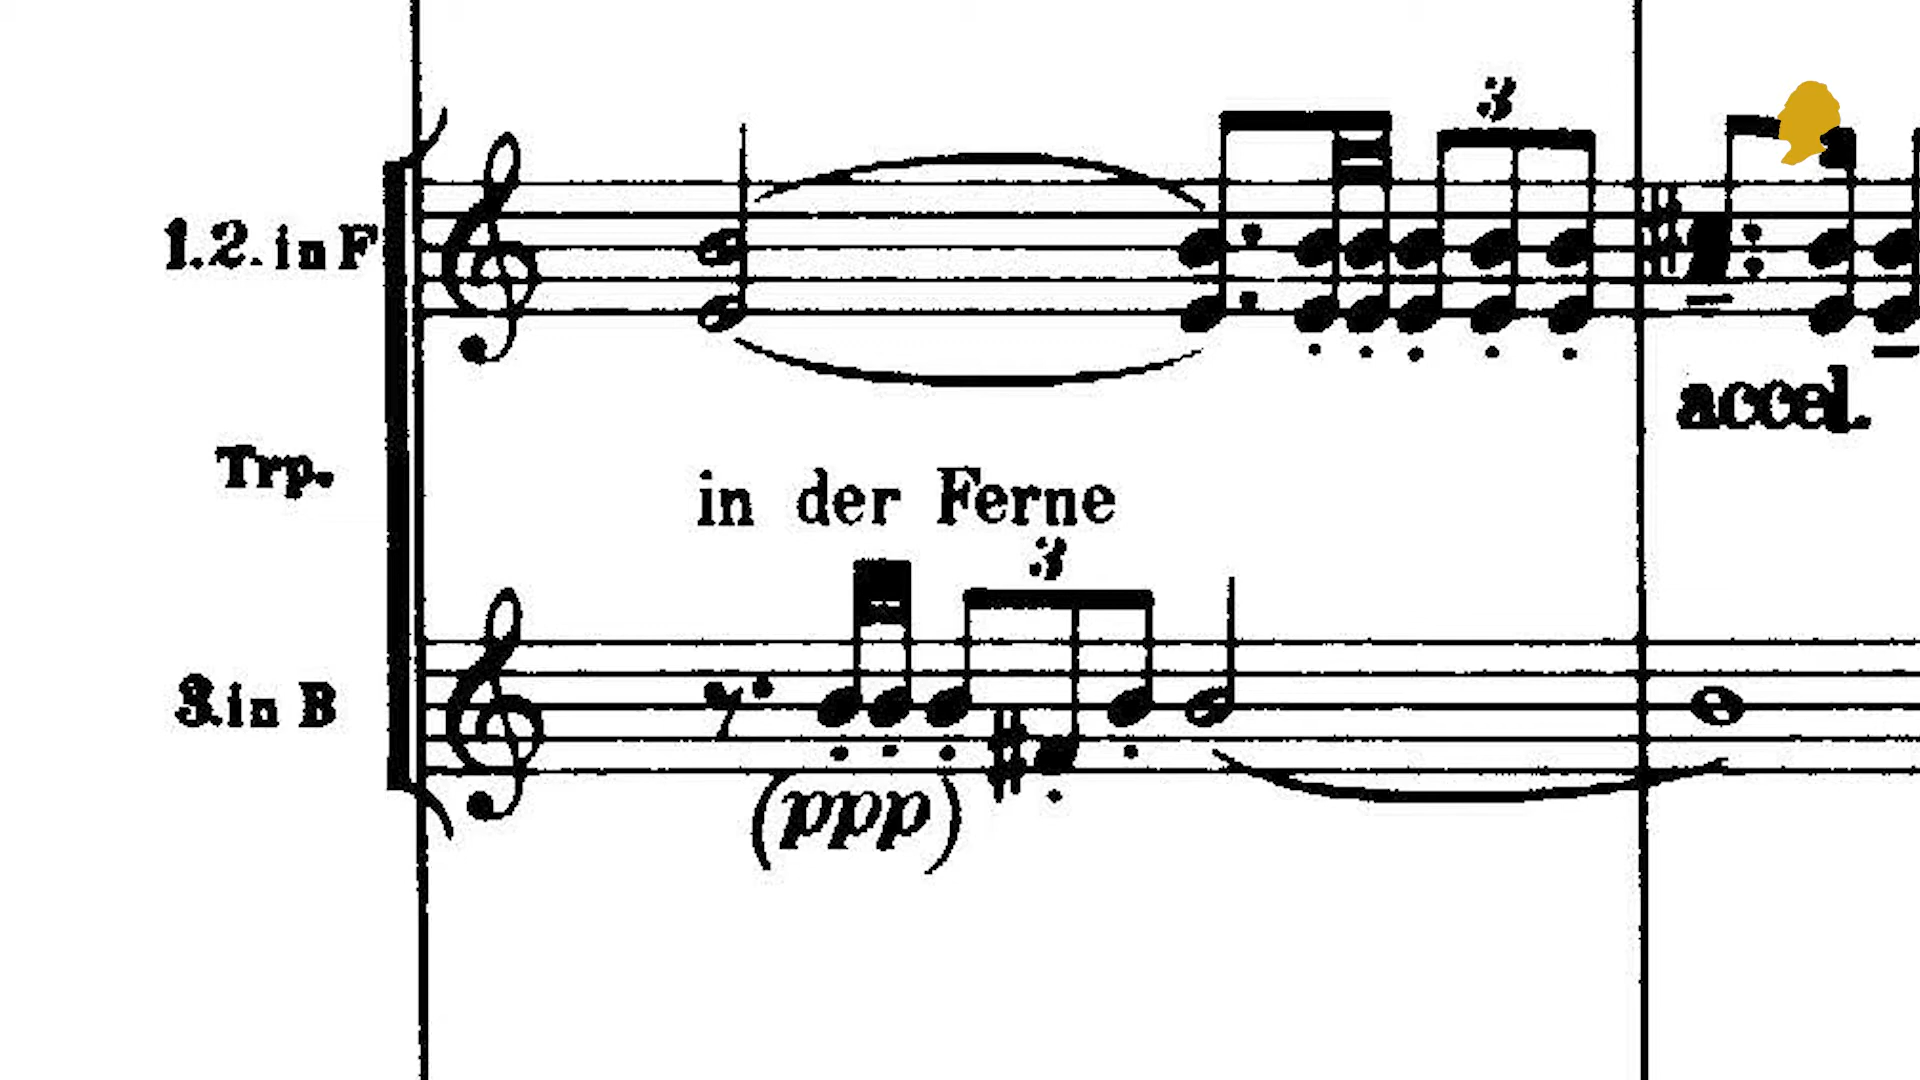 3
1.2. in F
accel.
Trp.
in der Ferne
3
3. in B
(ppp)